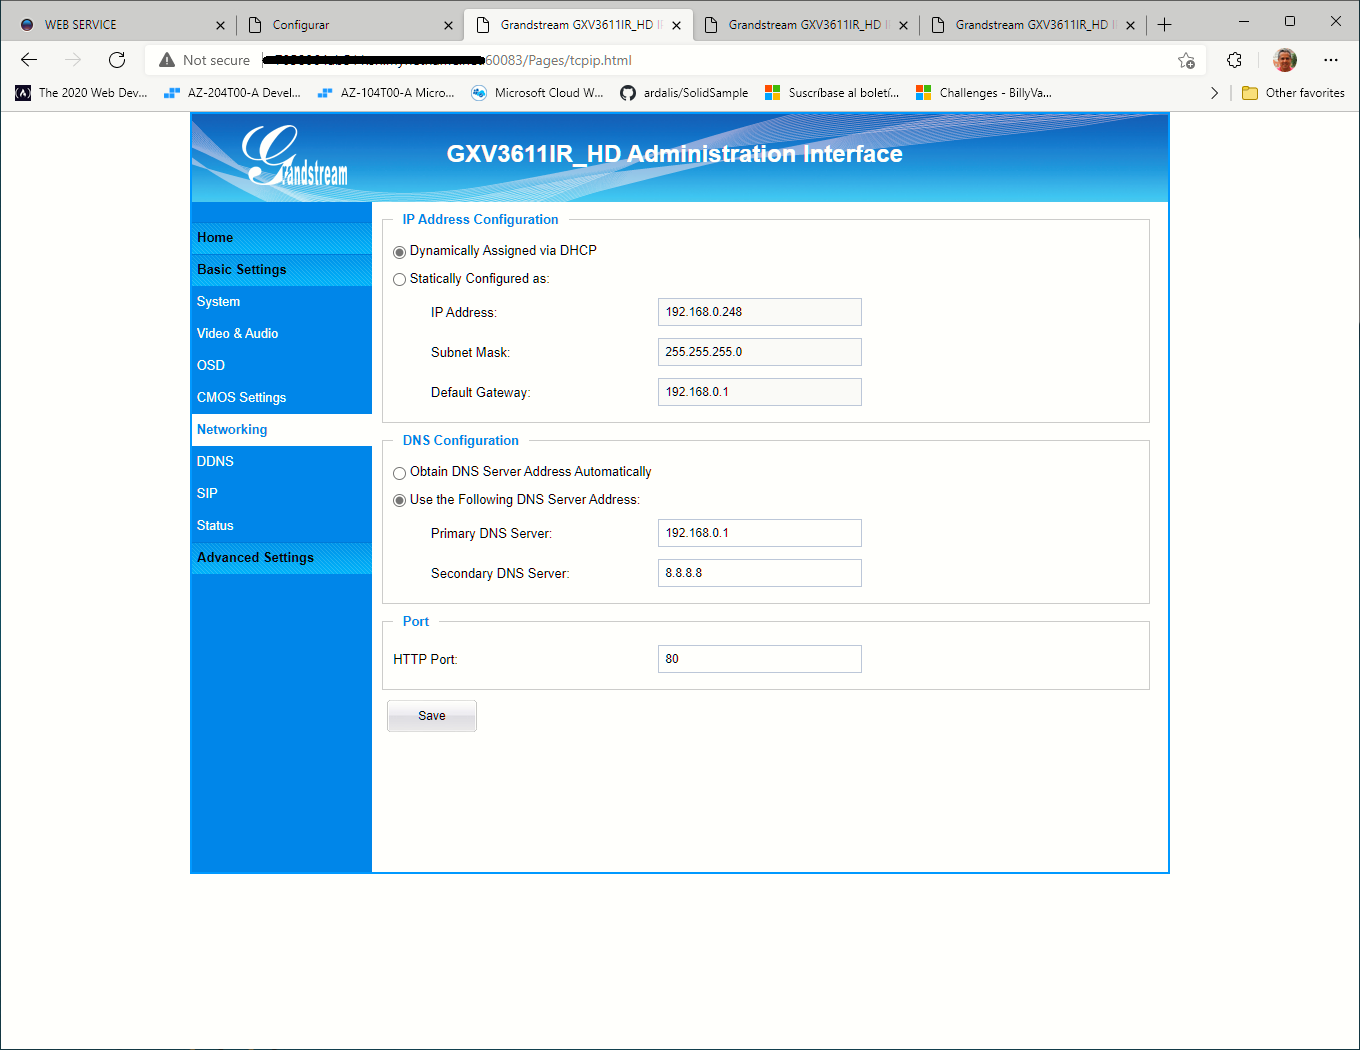 WEB SERVICE
Configurar
Grandstream GXV3611IR_HD
Grandstream GXV3611IR_HD
Grandstream GXV3611IR_HD
Not secure
60083/Pages/tcpip.html
The 2020 Web Dev...
AZ-204T00-A Devel...
AZ-104T00-A Micro...
Microsoft Cloud W...
ardalis/SolidSample
Suscríbase al boletí...
Challenges - BillyVa...
Other favorites
Grandstream
GXV3611IR_HD Administration Interface
Home
Basic Settings
System
Video & Audio
OSD
CMOS Settings
Networking
DDNS
SIP
Status
Advanced Settings
IP Address Configuration
Dynamically Assigned via DHCP
Statically Configured as:
IP Address: 192.168.0.248
Subnet Mask: 255.255.255.0
Default Gateway: 192.168.0.1
DNS Configuration
Obtain DNS Server Address Automatically
Use the Following DNS Server Address:
Primary DNS Server: 192.168.0.1
Secondary DNS Server: 8.8.8.8
Port
HTTP Port: 80
Save